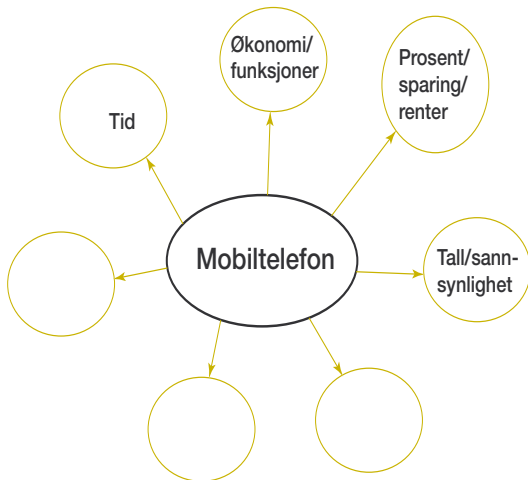 Økonomi/
funksjoner
Prosent/
sparing/
renter
Tid
Mobiltelefon
Tall/sann-
synlighet